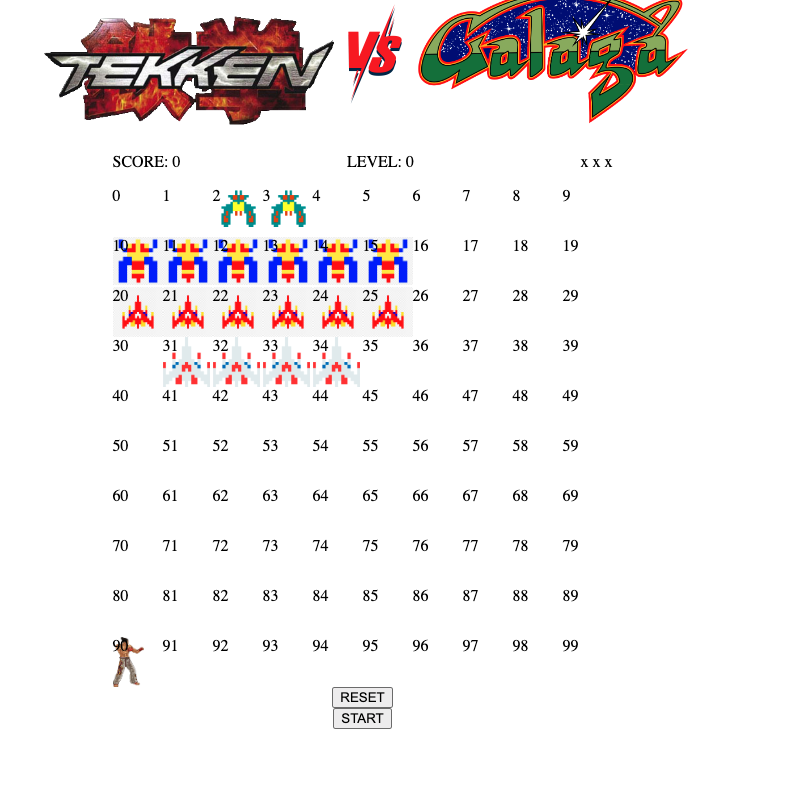 TEKKEN VS Galaga
SCORE: 0 LEVEL: 0 x x x
0 1 2 3 4 5 6 7 8 9
10 11 12 13 14 15 16 17 18 19
20 21 22 23 24 25 26 27 28 29
30 31 32 33 34 35 36 37 38 39
40 41 42 43 44 45 46 47 48 49
50 51 52 53 54 55 56 57 58 59
60 61 62 63 64 65 66 67 68 69
70 71 72 73 74 75 76 77 78 79
80 81 82 83 84 85 86 87 88 89
90 91 92 93 94 95 96 97 98 99
RESET
START